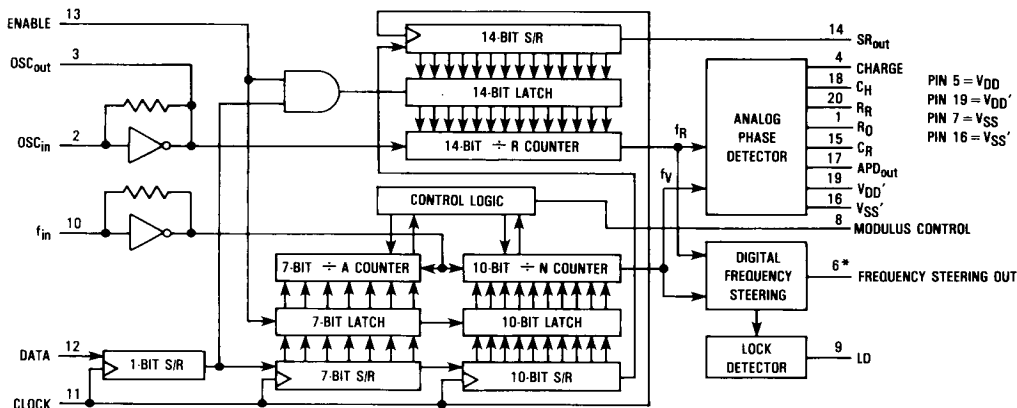 ENABLE 13
OSCout 3
OSCin 2
fin 10
DATA 12
CLOCK 11
1-BIT S/R
14-BIT S/R
14-BIT LATCH
14-BIT ÷ R COUNTER
CONTROL LOGIC
7-BIT ÷ A COUNTER
10-BIT ÷ N COUNTER
7-BIT LATCH
10-BIT LATCH
7-BIT S/R
10-BIT S/R
fR
fV
ANALOG
PHASE
DETECTOR
DIGITAL
FREQUENCY
STEERING
LOCK
DETECTOR
14 SRout
4 CHARGE
18 CH
20 RR
1 RO
15 CR
17 APDout
19 VDD'
16 VSS'
8 MODULUS CONTROL
6* FREQUENCY STEERING OUT
9 LD
PIN 5 = VDD
PIN 19 = VDD'
PIN 7 = VSS
PIN 16 = VSS'